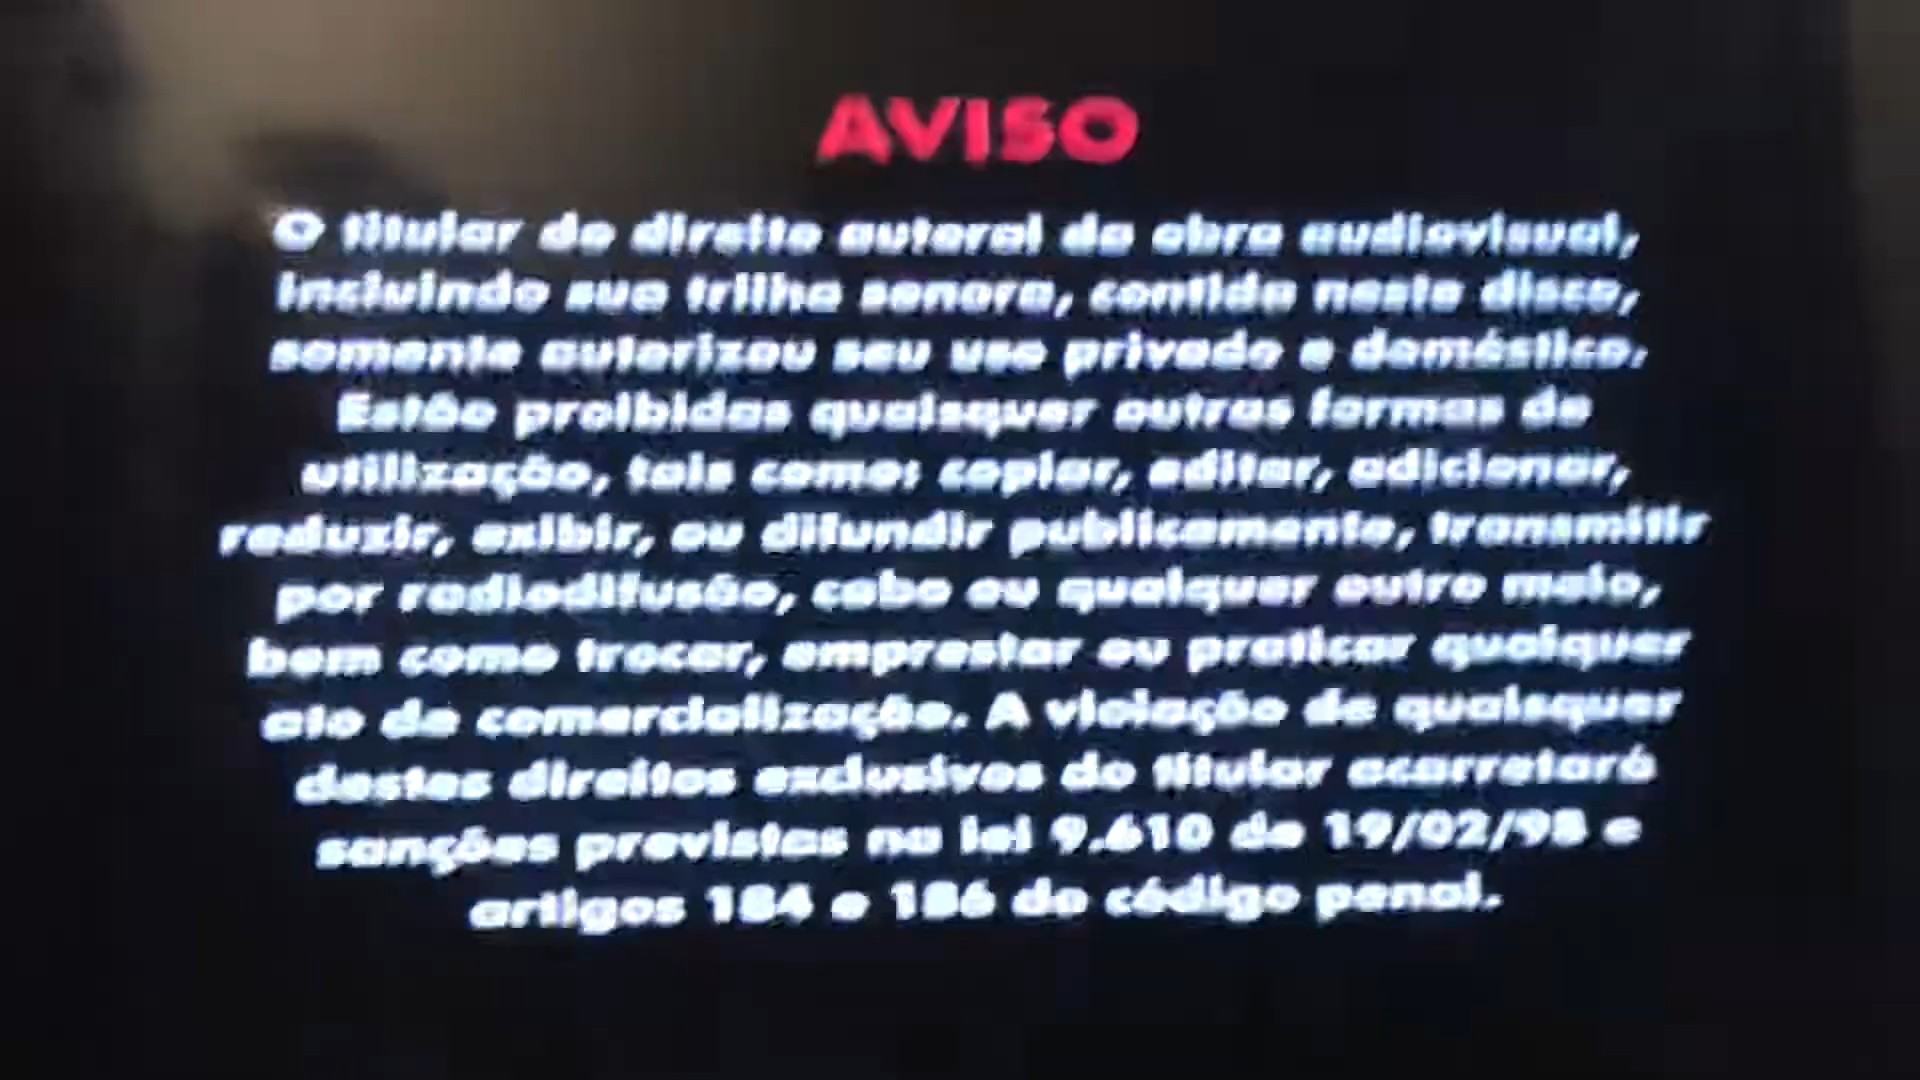 AVISO
O titular do direito autoral da obra audiovisual,
incluindo sua trilha sonora, contida neste disco,
somente autorizou seu uso privado e doméstico.
Estão proibidas quaisquer outras formas de
utilização, tais como: copiar, editar, adicionar,
reduzir, exibir, ou difundir publicamente, transmitir
por radiodifusão, cabo ou qualquer outro meio,
bem como trocar, emprestar ou praticar qualquer
ato de comercialização. A violação de quaisquer
destes direitos exclusivos do titular acarretará
sanções previstas na lei 9.610 de 19/02/98 e
artigos 184 e 186 do código penal.